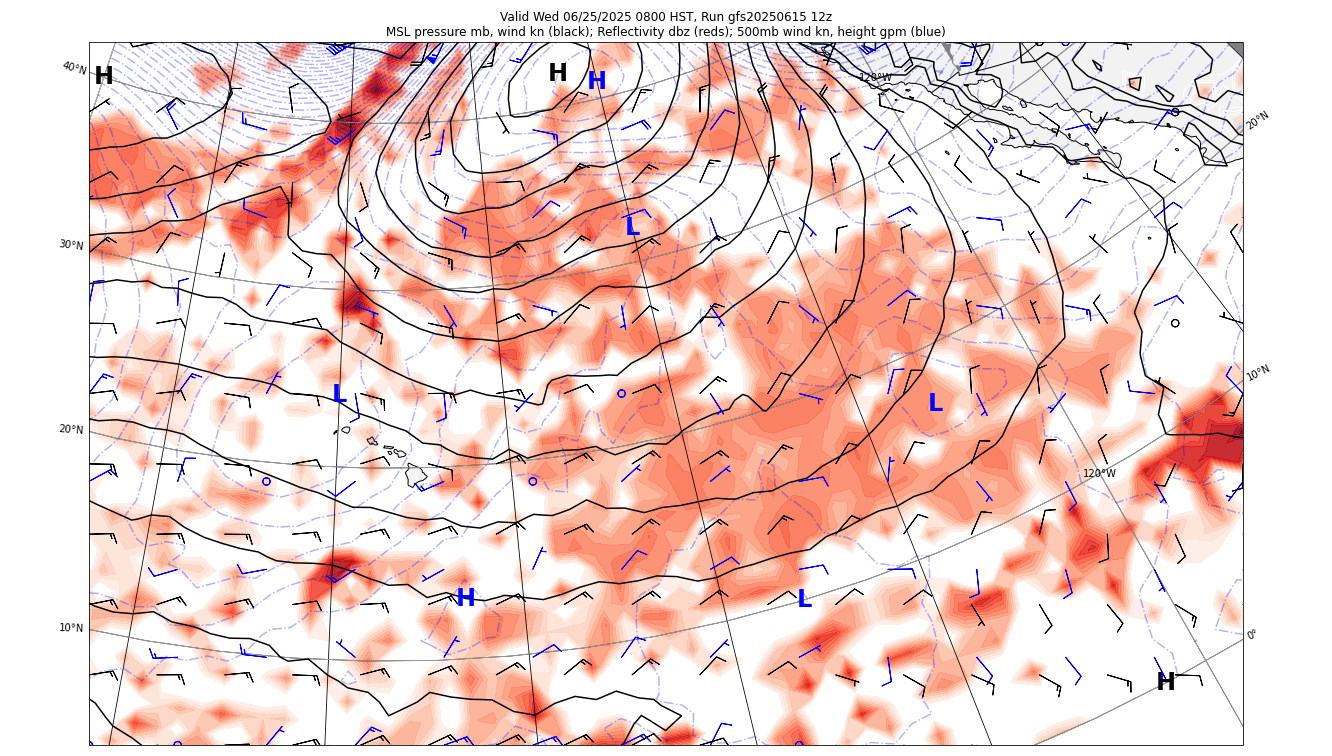 Valid Wed 06/25/2025 0800 HST, Run gfs20250615 12z
MSL pressure mb, wind kn (black); Reflectivity dbz (reds); 500mb wind kn, height gpm (blue)
40°N
H
H
H
120°W
20°N
30°N
L
10°N
L
L
20°N
120°W
10°N
H
L
0°
H